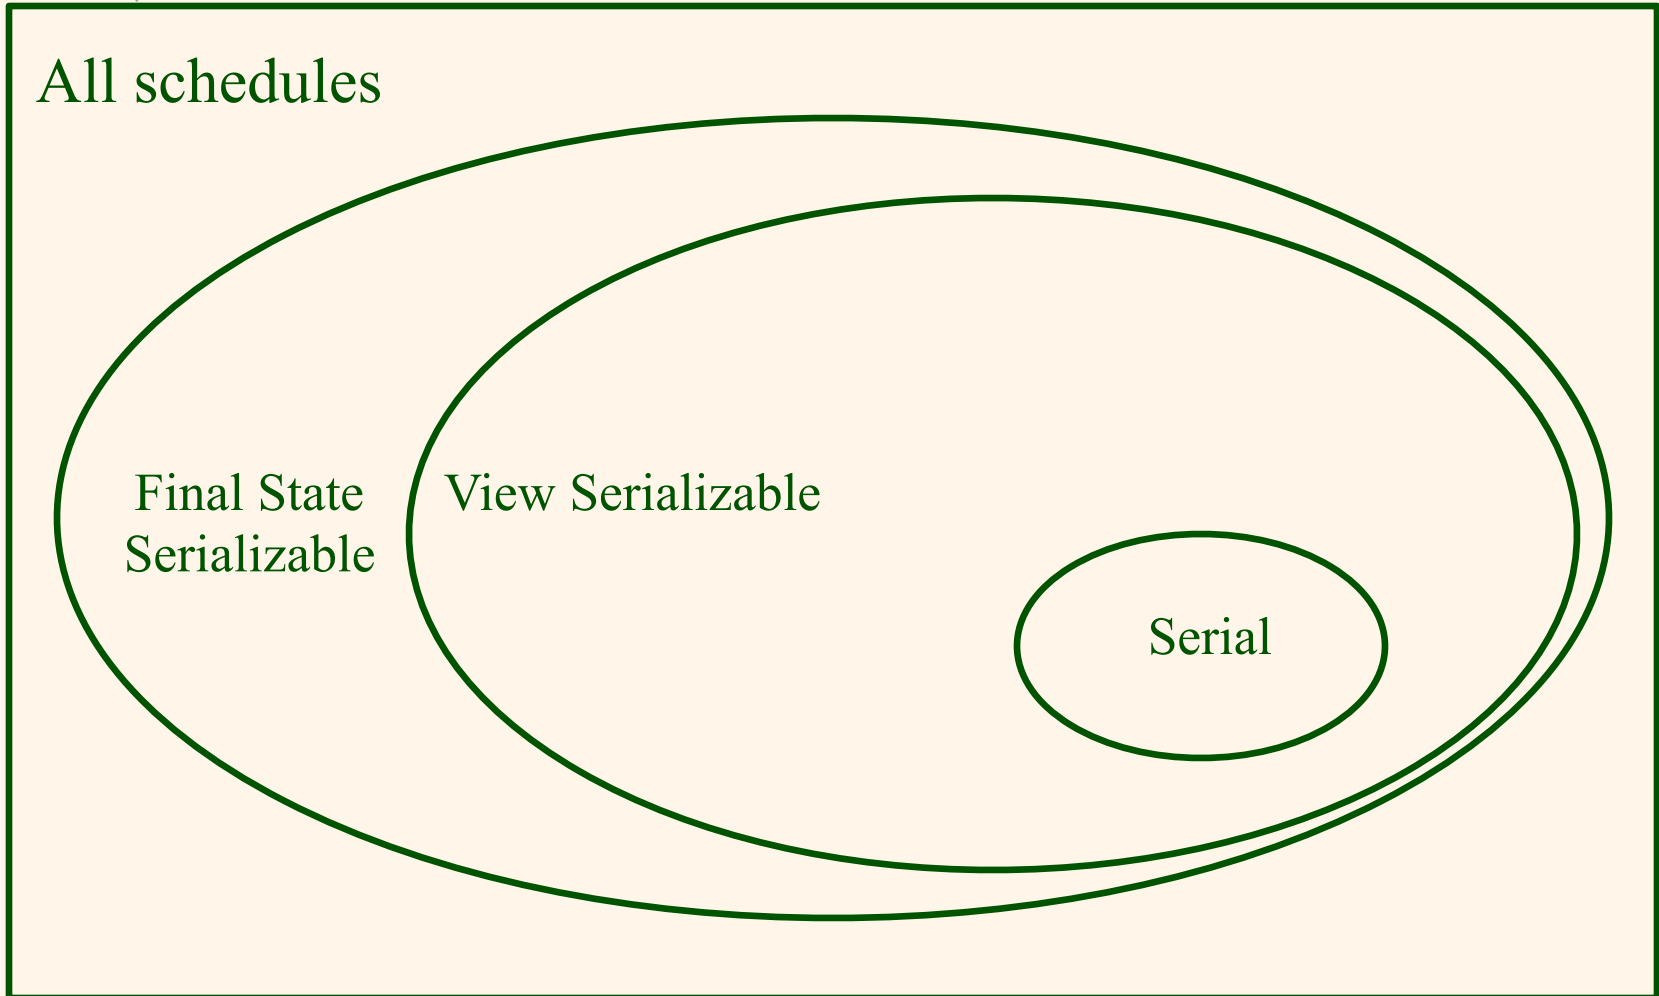 All schedules
Final State
Serializable
View Serializable
Serial